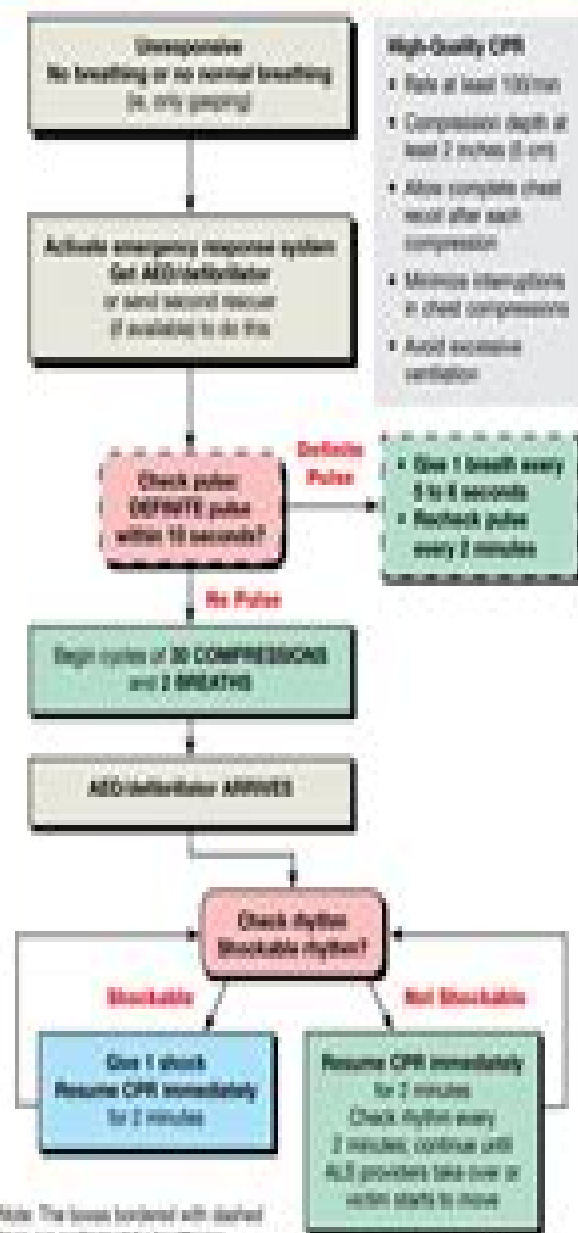 Unresponsive
No breathing or no normal breathing
(ie, only gasping)
High-Quality CPR
• Rate at least 100/min
• Compression depth at
least 2 inches (5 cm)
• Allow complete chest
recoil after each
compression
• Minimize interruptions
in chest compressions
• Avoid excessive
ventilation
Activate emergency response system
Get AED/defibrillator
or send second rescuer
(if available) to do this
Check pulse:
DEFINITE pulse
within 10 seconds?
Definite
Pulse
• Give 1 breath every
5 to 6 seconds
• Recheck pulse
every 2 minutes
No Pulse
Begin cycles of 30 COMPRESSIONS
and 2 BREATHS
AED/defibrillator ARRIVES
Check rhythm
Shockable rhythm?
Shockable
Not Shockable
Give 1 shock
Resume CPR immediately
for 2 minutes
Resume CPR immediately
for 2 minutes
Check rhythm every
2 minutes; continue until
ALS providers take over or
victim starts to move
Note: The boxes bordered with dashed